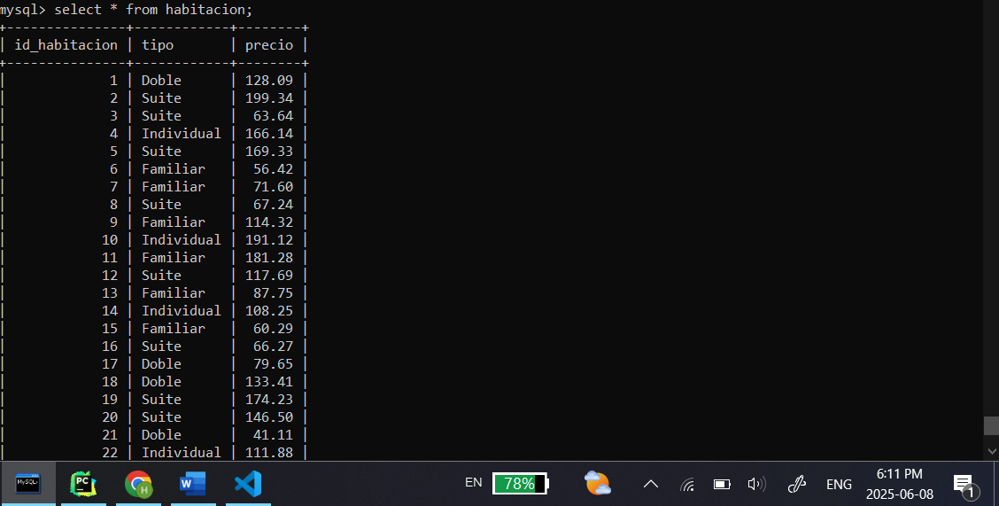 mysql> select * from habitacion;
+---------------+------------+--------+
| id_habitacion | tipo       | precio |
+---------------+------------+--------+
|             1 | Doble      | 128.09 |
|             2 | Suite      | 199.34 |
|             3 | Suite      |  63.64 |
|             4 | Individual | 166.14 |
|             5 | Suite      | 169.33 |
|             6 | Familiar   |  56.42 |
|             7 | Familiar   |  71.60 |
|             8 | Suite      |  67.24 |
|             9 | Familiar   | 114.32 |
|            10 | Individual | 191.12 |
|            11 | Familiar   | 181.28 |
|            12 | Suite      | 117.69 |
|            13 | Familiar   |  87.75 |
|            14 | Individual | 108.25 |
|            15 | Familiar   |  60.29 |
|            16 | Suite      |  66.27 |
|            17 | Doble      |  79.65 |
|            18 | Doble      | 133.41 |
|            19 | Suite      | 174.23 |
|            20 | Suite      | 146.50 |
|            21 | Doble      |  41.11 |
|            22 | Individual | 111.88 |
MySQL PC H W EN 78% ENG 6:11 PM 1
2025-06-08